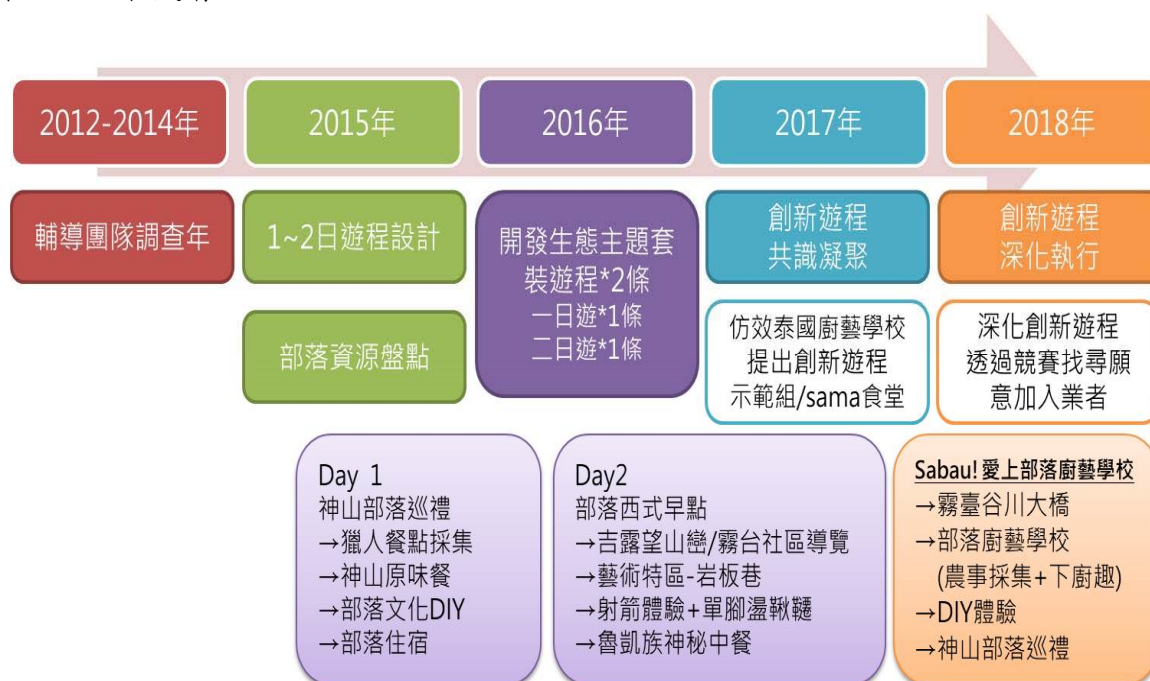 2012-2014年
2015年
2016年
2017年
2018年
輔導團隊調查年
1~2日遊程設計
部落資源盤點
開發生態主題套
裝遊程*2條
一日遊*1條
二日遊*1條
創新遊程
共識凝聚
仿效泰國廚藝學校
提出創新遊程
示範組/sama食堂
創新遊程
深化執行
深化創新遊程
透過競賽找尋願
意加入業者
Day 1
神山部落巡禮
→獵人餐點採集
→神山原味餐
→部落文化DIY
→部落住宿
Day2
部落西式早點
→吉露望山巒/霧台社區導覽
→藝術特區-岩板巷
→射箭體驗+單腳盪鞦韆
→魯凱族神秘中餐
Sabau! 愛上部落廚藝學校
→霧臺谷川大橋
→部落廚藝學校
(農事採集+下廚趣)
→DIY體驗
→神山部落巡禮